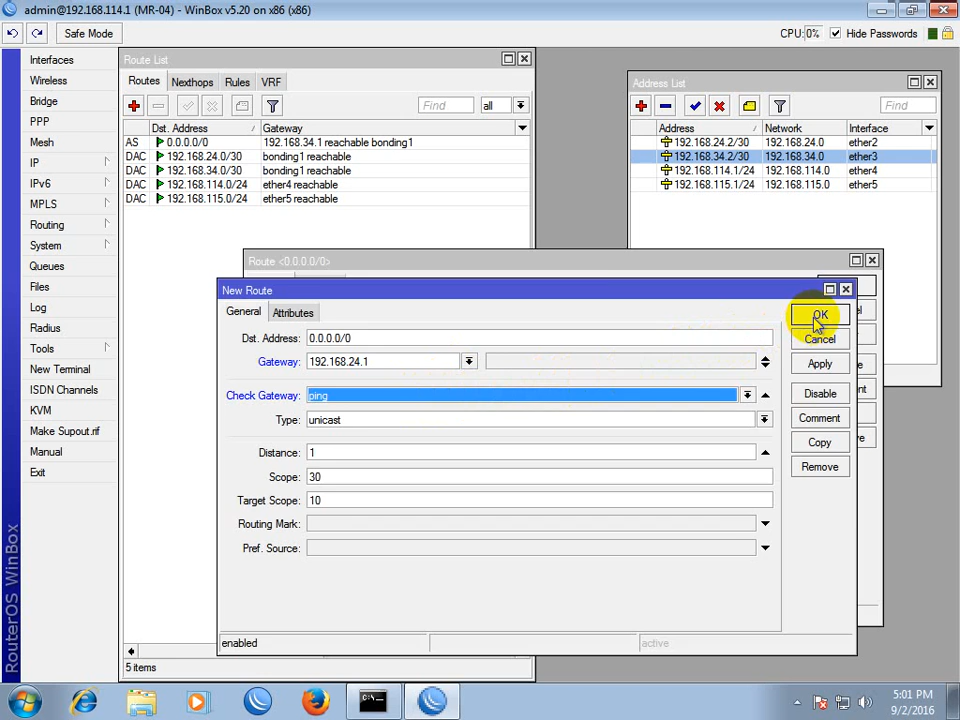 admin@192.168.114.1 (MR-04) - WinBox v5.20 on x86 (x86)
Safe Mode
CPU: 0%
Hide Passwords
RouterOS WinBox
Interfaces
Wireless
Bridge
PPP
Mesh
IP
IPv6
MPLS
Routing
System
Queues
Files
Log
Radius
Tools
New Terminal
ISDN Channels
KVM
Make Supout.rif
Manual
Exit
Route List
Routes Nexthops Rules VRF
Find all
Dst. Address Gateway
AS 0.0.0.0/0 192.168.34.1 reachable bonding1
DAC 192.168.24.0/30 bonding1 reachable
DAC 192.168.34.0/30 bonding1 reachable
DAC 192.168.114.0/24 ether4 reachable
DAC 192.168.115.0/24 ether5 reachable
5 items
Address List
Find
Address Network Interface
192.168.24.2/30 192.168.24.0 ether2
192.168.34.2/30 192.168.34.0 ether3
192.168.114.1/24 192.168.114.0 ether4
192.168.115.1/24 192.168.115.0 ether5
Route <0.0.0.0/0>
New Route
General Attributes
Dst. Address: 0.0.0.0/0
Gateway: 192.168.24.1
Check Gateway: ping
Type: unicast
Distance: 1
Scope: 30
Target Scope: 10
Routing Mark:
Pref. Source:
OK
Cancel
Apply
Disable
Comment
Copy
Remove
enabled
active
5:01 PM
9/2/2016